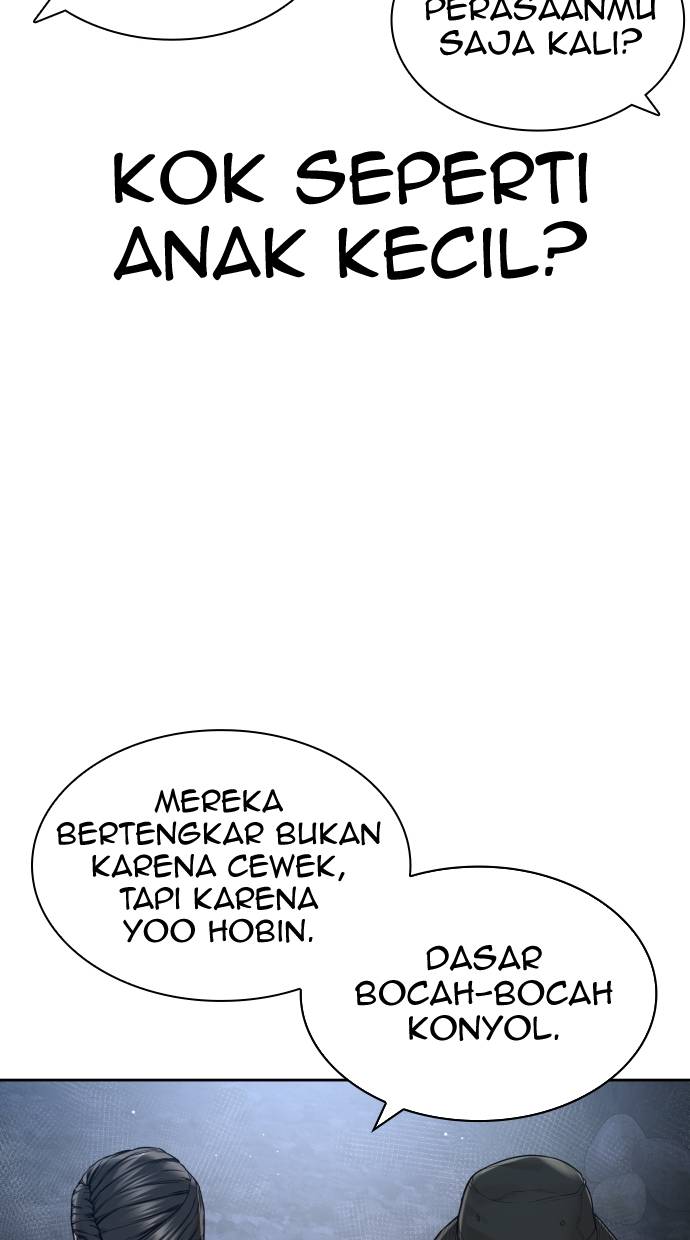 PERASAANMU
SAJA KALI?
KOK SEPERTI
ANAK KECIL?
MEREKA
BERTENGKAR BUKAN
KARENA CEWEK,
TAPI KARENA
YOO HOBIN.
DASAR
BOCAH-BOCAH
KONYOL.